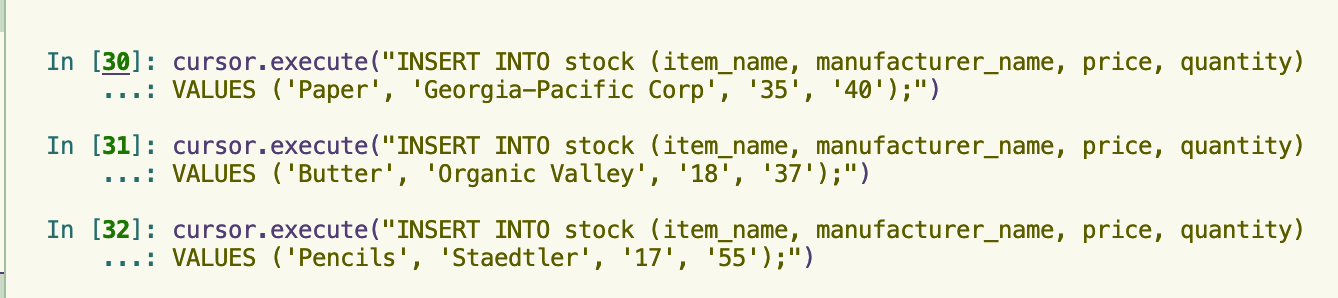 In [30]: cursor.execute("INSERT INTO stock (item_name, manufacturer_name, price, quantity)
...: VALUES ('Paper', 'Georgia-Pacific Corp', '35', '40');")
In [31]: cursor.execute("INSERT INTO stock (item_name, manufacturer_name, price, quantity)
...: VALUES ('Butter', 'Organic Valley', '18', '37');")
In [32]: cursor.execute("INSERT INTO stock (item_name, manufacturer_name, price, quantity)
...: VALUES ('Pencils', 'Staedtler', '17', '55');")